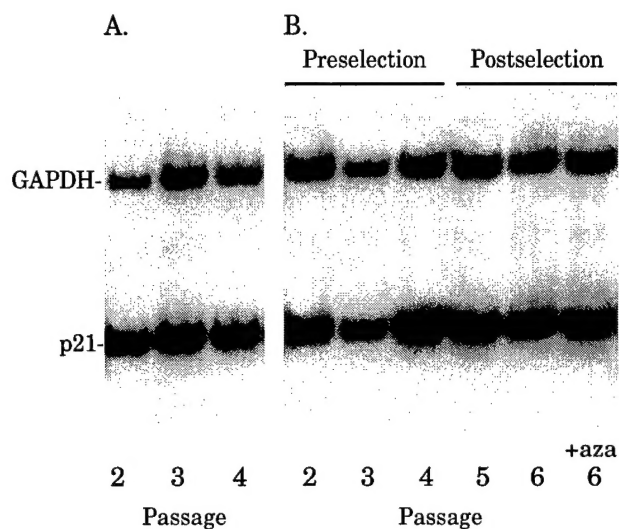 A.
B.
Preselection Postselection
GAPDH-
p21-
+aza
2 3 4 2 3 4 5 6 6
Passage Passage